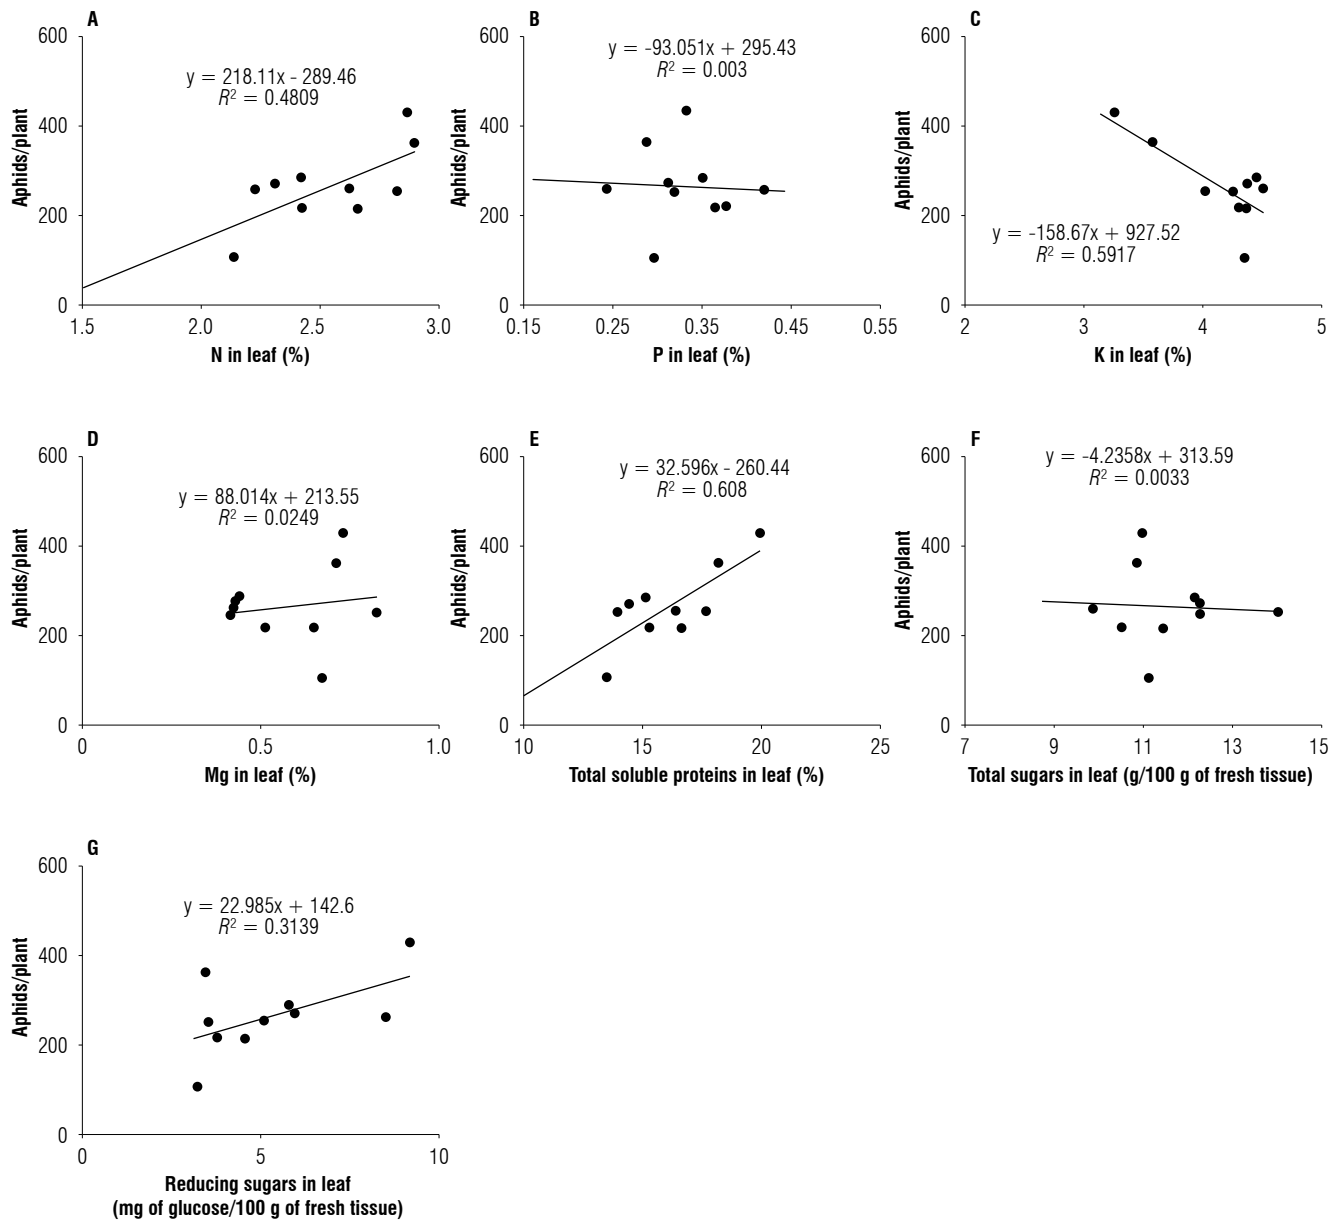 A
600
400
200
0
Aphids/plant
y = 218.11x - 289.46
R² = 0.4809
1.5 2.0 2.5 3.0
N in leaf (%)
B
600
400
200
0
Aphids/plant
y = -93.051x + 295.43
R² = 0.003
0.15 0.25 0.35 0.45 0.55
P in leaf (%)
C
600
400
200
0
Aphids/plant
y = -158.67x + 927.52
R² = 0.5917
2 3 4 5
K in leaf (%)
D
600
400
200
0
Aphids/plant
y = 88.014x + 213.55
R² = 0.0249
0 0.5 1.0
Mg in leaf (%)
E
600
400
200
0
Aphids/plant
y = 32.596x - 260.44
R² = 0.608
10 15 20 25
Total soluble proteins in leaf (%)
F
600
400
200
0
Aphids/plant
y = -4.2358x + 313.59
R² = 0.0033
7 9 11 13 15
Total sugars in leaf (g/100 g of fresh tissue)
G
600
400
200
0
Aphids/plant
y = 22.985x + 142.6
R² = 0.3139
0 5 10
Reducing sugars in leaf
(mg of glucose/100 g of fresh tissue)